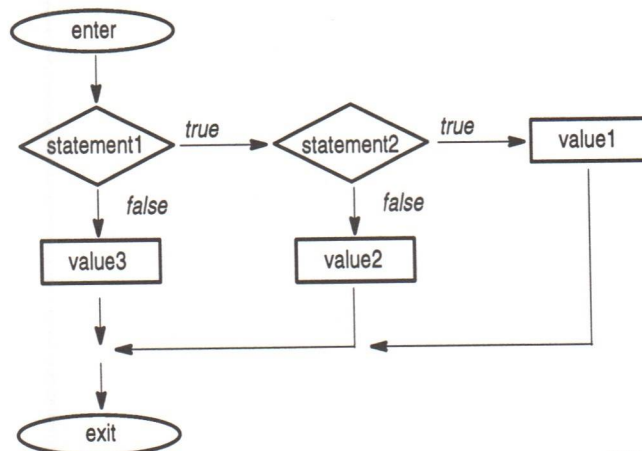 enter
statement1
true
statement2
true
value1
false
false
value3
value2
exit